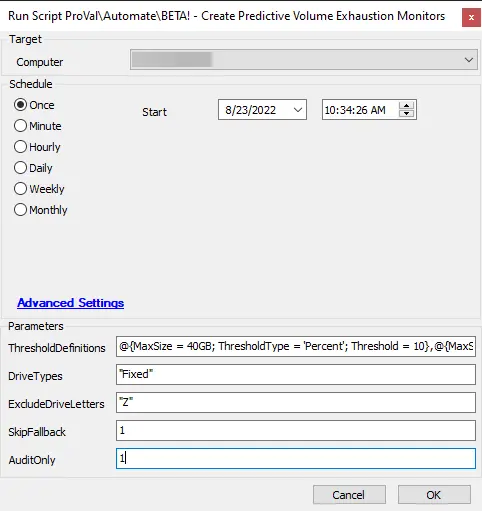 Run Script ProVal\Automate\BETA! - Create Predictive Volume Exhaustion Monitors
x
Target
Computer
Schedule
Once
Start
8/23/2022
10:34:26 AM
Minute
Hourly
Daily
Weekly
Monthly
Advanced Settings
Parameters
ThresholdDefinitions
@{MaxSize = 40GB; ThresholdType = 'Percent'; Threshold = 10},@{MaxS
DriveTypes
"Fixed"
ExcludeDriveLetters
"Z"
SkipFallback
1
AuditOnly
1
Cancel
OK